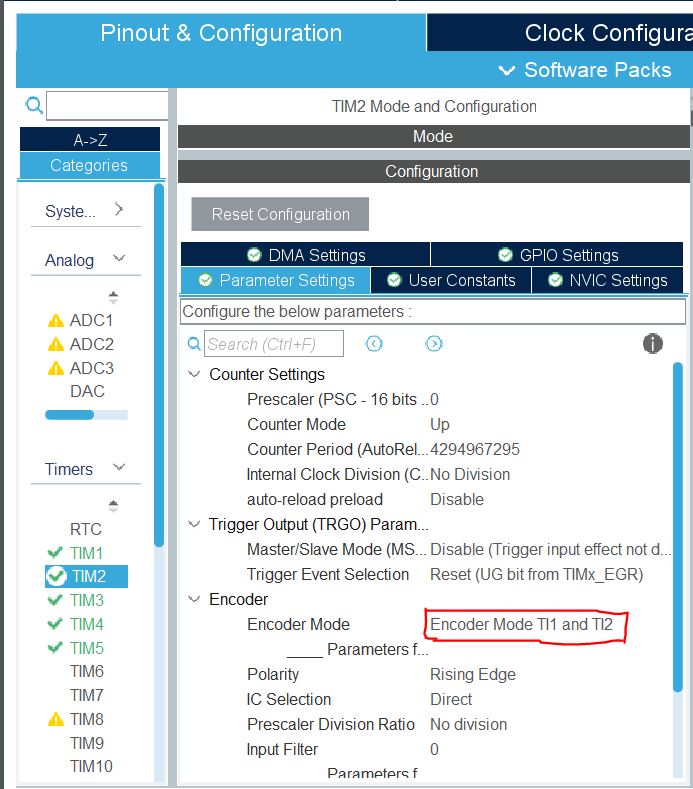 Pinout & Configuration
Clock Configura
Software Packs
TIM2 Mode and Configuration
Mode
Configuration
A->Z
Categories
Syste...
Analog
ADC1
ADC2
ADC3
DAC
Timers
RTC
TIM1
TIM2
TIM3
TIM4
TIM5
TIM6
TIM7
TIM8
TIM9
TIM10
Reset Configuration
DMA Settings
GPIO Settings
Parameter Settings
User Constants
NVIC Settings
Configure the below parameters :
Search (Ctrl+F)
Counter Settings
Prescaler (PSC - 16 bits ... 0
Counter Mode Up
Counter Period (AutoRel... 4294967295
Internal Clock Division (C... No Division
auto-reload preload Disable
Trigger Output (TRGO) Param...
Master/Slave Mode (MS... Disable (Trigger input effect not d...
Trigger Event Selection Reset (UG bit from TIMx_EGR)
Encoder
Encoder Mode Encoder Mode TI1 and TI2
____ Parameters f...
Polarity Rising Edge
IC Selection Direct
Prescaler Division Ratio No division
Input Filter 0
____ Parameters f